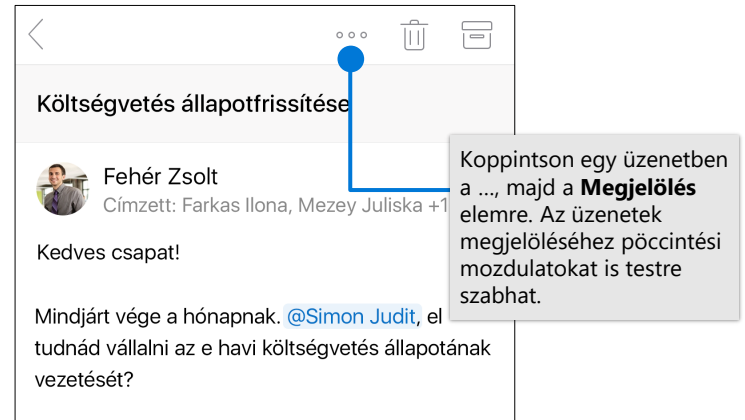 Költségvetés állapotfrissítése
Fehér Zsolt
Címzett: Farkas Ilona, Mezey Juliska +1
Kedves csapat!
Mindjárt vége a hónapnak. @Simon Judit, el
tudnád vállalni az e havi költségvetés állapotának
vezetését?
Koppintson egy üzenetben
a ..., majd a Megjelölés
elemre. Az üzenetek
megjelöléséhez pöccintési
mozdulatokat is testre
szabhat.